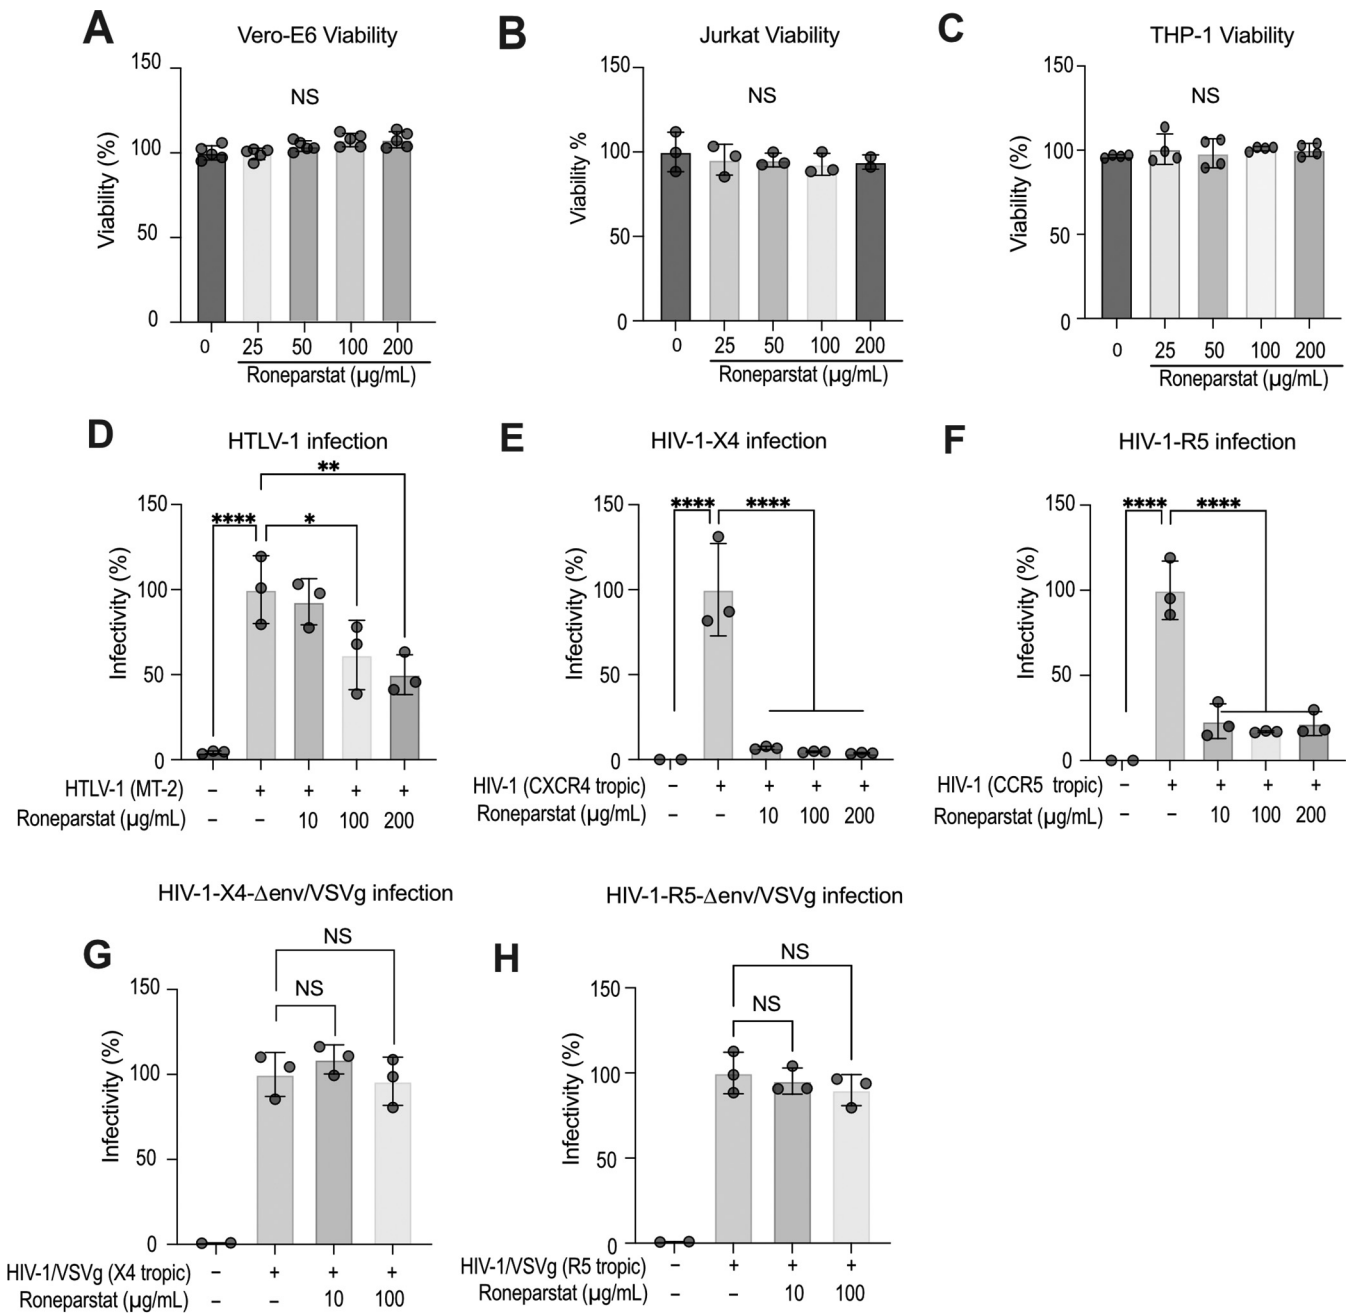 A
Vero-E6 Viability
150
NS
100
50
0
Viability (%)
0 25 50 100 200
Roneparstat (µg/mL)
B
Jurkat Viability
150
NS
100
50
0
Viability %
0 25 50 100 200
Roneparstat (µg/mL)
C
THP-1 Viability
150
NS
100
50
0
Viability (%)
0 25 50 100 200
Roneparstat (µg/mL)
D
HTLV-1 infection
**
150
**** *
100
50
0
Infectivity (%)
HTLV-1 (MT-2) – + + + +
Roneparstat (µg/mL) – – 10 100 200
E
HIV-1-X4 infection
150
**** ****
100
50
0
Infectivity (%)
HIV-1 (CXCR4 tropic) – + + + +
Roneparstat (µg/mL) – – 10 100 200
F
HIV-1-R5 infection
150
**** ****
100
50
0
Infectivity (%)
HIV-1 (CCR5 tropic) – + + + +
Roneparstat (µg/mL) – – 10 100 200
HIV-1-X4-Δenv/VSVg infection
G
NS
150
NS
100
50
0
Infectivity (%)
HIV-1/VSVg (X4 tropic) – + + +
Roneparstat (µg/mL) – – 10 100
HIV-1-R5-Δenv/VSVg infection
H
NS
150
NS
100
50
0
Infectivity (%)
HIV-1/VSVg (R5 tropic) – + + +
Roneparstat (µg/mL) – – 10 100